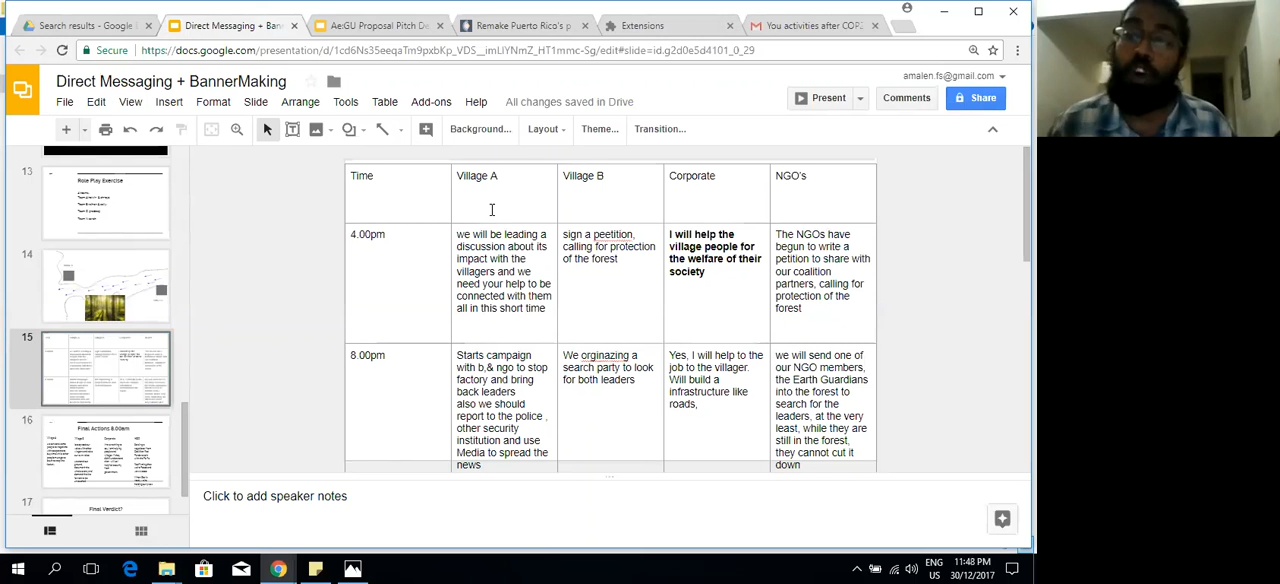 Search results - Google
Direct Messaging + Ban
Ae:GU Proposal Pitch De
Remake Puerto Rico's p
Extensions
You activities after COP2
Secure
https://docs.google.com/presentation/d/1cd6Ns35eeqaTm9pxbKp_VDS__imLIYNmZ_HT1mmc-Sg/edit#slide=id.g2d0e5d4101_0_29
Direct Messaging + BannerMaking
amalen.fs@gmail.com
File Edit View Insert Format Slide Arrange Tools Table Add-ons Help All changes saved in Drive
Present Comments Share
Background... Layout Theme... Transition...
13
Role Play Exercise
14
15
16
Final Actions 8.00am
17
Final Verdict?
Time
Village A
Village B
Corporate
NGO's
4.00pm
we will be leading a
discussion about its
impact with the
villagers and we
need your help to be
connected with them
all in this short time
sign a peetition,
calling for protection
of the forest
I will help the
village people for
the welfare of their
society
The NGOs have
begun to write a
petition to share with
our coalition
partners, calling for
protection of the
forest
8.00pm
Starts campaign
with b,& ngo to stop
factory and bring
back leaders
also we should
report to the police ,
other security
institution and use
Media to spread the
news
We orginazing a
search party to look
for both leaders
Yes, I will help to the
job to the villager.
Will build a
infrastructure like
roads,
we will send one of
our NGO members,
the Earth Guardians
into the forest to
search for the
leaders, at the very
least, while they are
still in the forest,
they cannot cut it
down
Click to add speaker notes
ENG
US
11:48 PM
30/12/2017